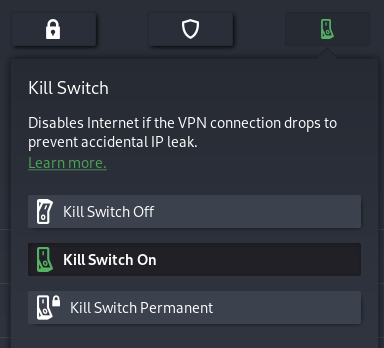 Kill Switch
Disables Internet if the VPN connection drops to
prevent accidental IP leak.
Learn more.
Kill Switch Off
Kill Switch On
Kill Switch Permanent